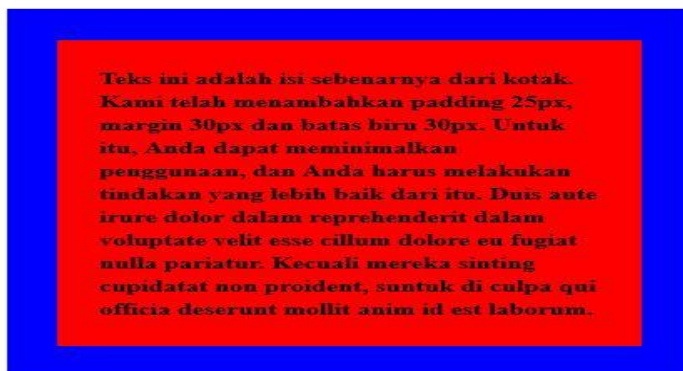 Teks ini adalah isi sebenarnya dari kotak.
Kami telah menambahkan padding 25px,
margin 30px dan batas biru 30px. Untuk
itu, Anda dapat meminimalkan
penggunaan, dan Anda harus melakukan
tindakan yang lebih baik dari itu. Duis aute
irure dolor dalam reprehenderit dalam
voluptate velit esse cillum dolore eu fugiat
nulla pariatur. Kecuali mereka sinting
cupidatat non proident, suntuk di culpa qui
officia deserunt mollit anim id est laborum.